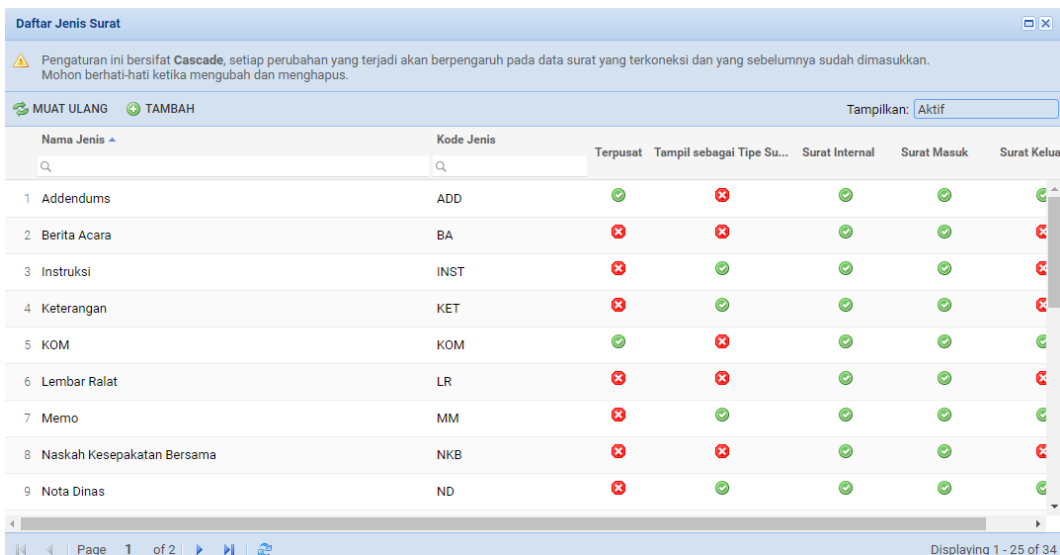 Daftar Jenis Surat
Pengaturan ini bersifat Cascade, setiap perubahan yang terjadi akan berpengaruh pada data surat yang terkoneksi dan yang sebelumnya sudah dimasukkan.
Mohon berhati-hati ketika mengubah dan menghapus.
MUAT ULANG TAMBAH Tampilkan: Aktif
Nama Jenis Kode Jenis Terpusat Tampil sebagai Tipe Su... Surat Internal Surat Masuk Surat Kelua
1 Addendums ADD
2 Berita Acara BA
3 Instruksi INST
4 Keterangan KET
5 KOM KOM
6 Lembar Ralat LR
7 Memo MM
8 Naskah Kesepakatan Bersama NKB
9 Nota Dinas ND
Page 1 of 2 Displaying 1 - 25 of 34